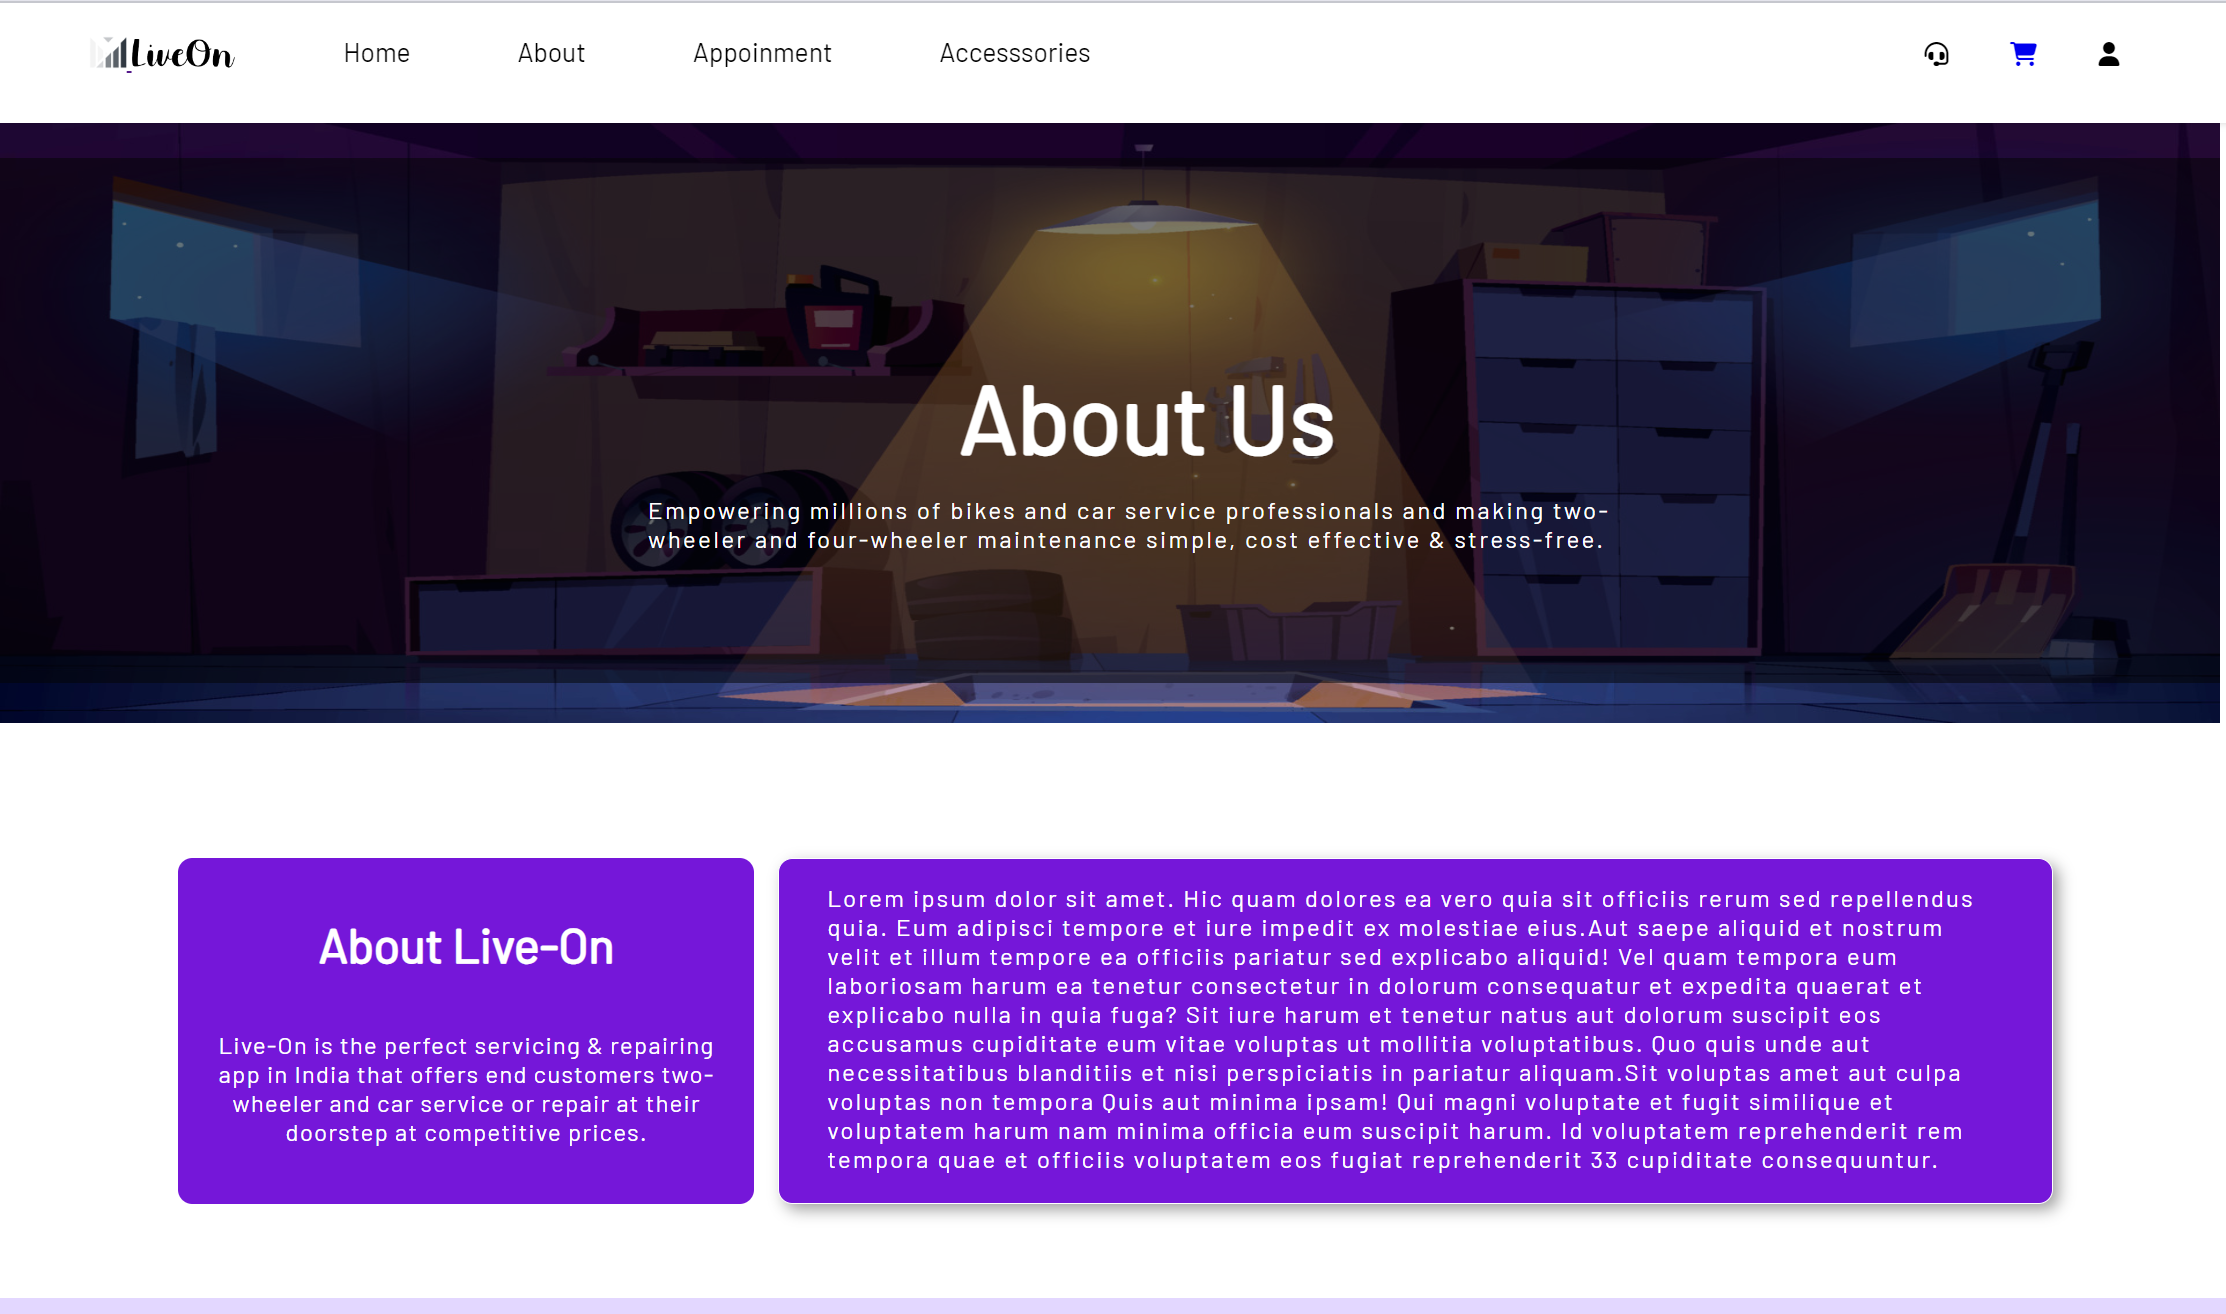 LiveOn
Home
About
Appoinment
Accesssories
About Us
Empowering millions of bikes and car service professionals and making two-
wheeler and four-wheeler maintenance simple, cost effective & stress-free.
About Live-On
Live-On is the perfect servicing & repairing
app in India that offers end customers two-
wheeler and car service or repair at their
doorstep at competitive prices.
Lorem ipsum dolor sit amet. Hic quam dolores ea vero quia sit officiis rerum sed repellendus
quia. Eum adipisci tempore et iure impedit ex molestiae eius.Aut saepe aliquid et nostrum
velit et illum tempore ea officiis pariatur sed explicabo aliquid! Vel quam tempora eum
laboriosam harum ea tenetur consectetur in dolorum consequatur et expedita quaerat et
explicabo nulla in quia fuga? Sit iure harum et tenetur natus aut dolorum suscipit eos
accusamus cupiditate eum vitae voluptas ut mollitia voluptatibus. Quo quis unde aut
necessitatibus blanditiis et nisi perspiciatis in pariatur aliquam.Sit voluptas amet aut culpa
voluptas non tempora Quis aut minima ipsam! Qui magni voluptate et fugit similique et
voluptatem harum nam minima officia eum suscipit harum. Id voluptatem reprehenderit rem
tempora quae et officiis voluptatem eos fugiat reprehenderit 33 cupiditate consequuntur.